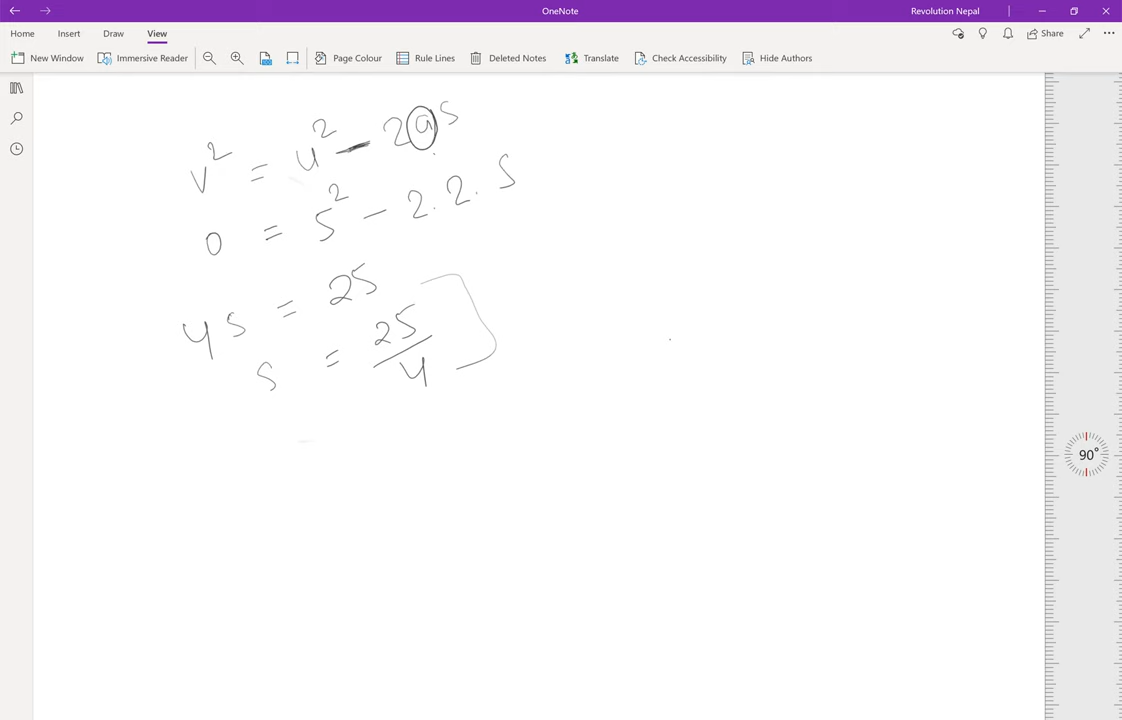 OneNote
Revolution Nepal
Home Insert Draw View
Share
New Window Immersive Reader Page Colour Rule Lines Deleted Notes Translate Check Accessibility Hide Authors
v² = u² - 2as
0 = 5² - 2.2.s
4s = 25
s = 25/4
90°